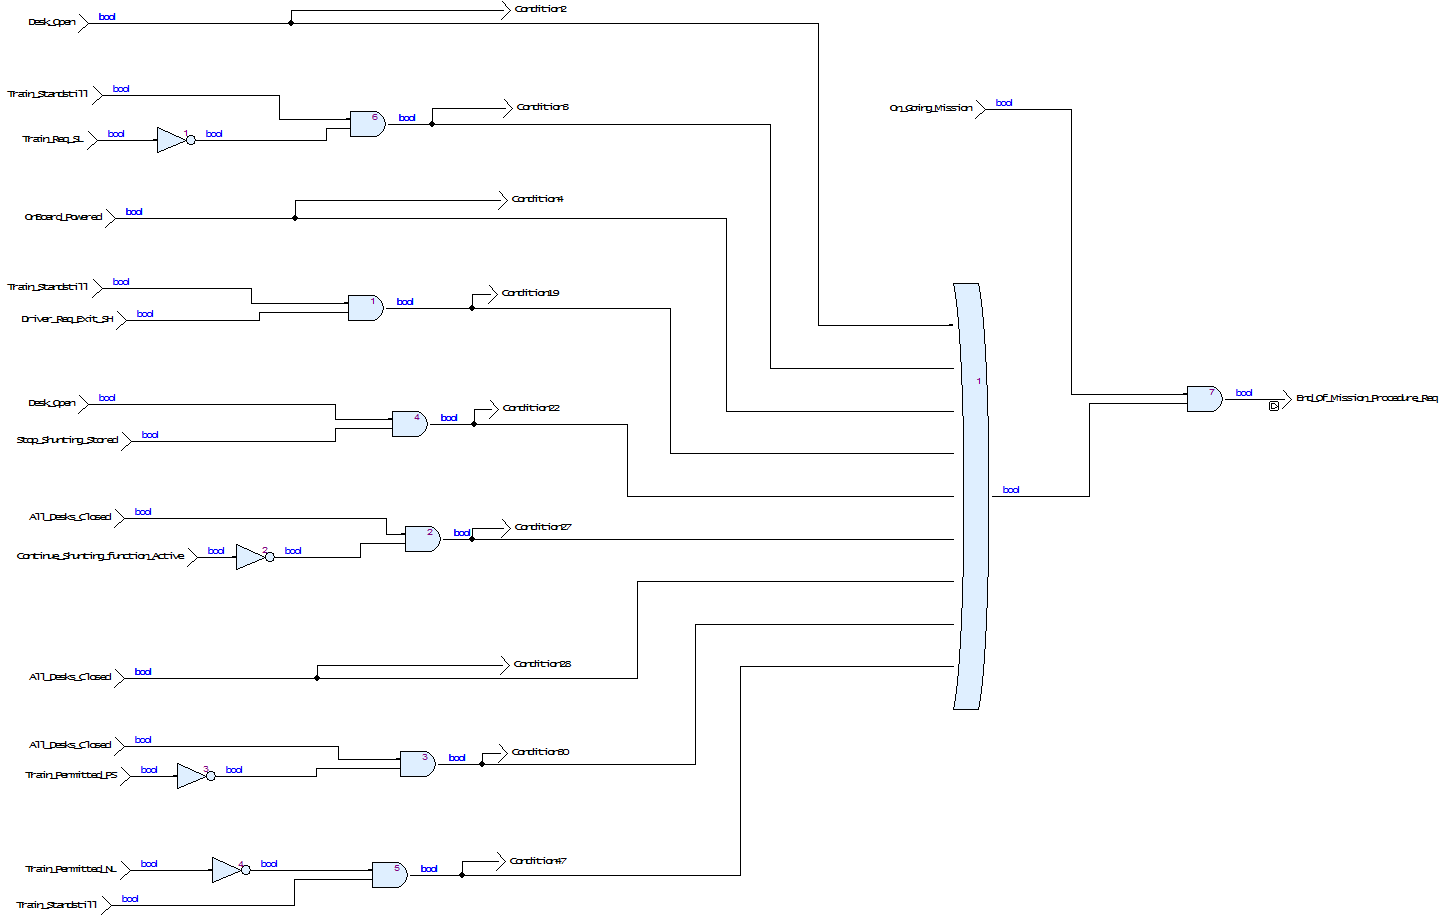 Desk_Open
bool
Condition2
Train_Standstill
bool
Train_Req_SL
bool
1
bool
6
bool
Condition3
On_Going_Mission
bool
OnBoard_Powered
bool
Condition4
Train_Standstill
bool
Driver_Req_Exit_SH
bool
1
bool
Condition19
Desk_Open
bool
Stop_Shunting_Stored
bool
4
bool
Condition22
All_Desks_Closed
bool
Continue_Shunting_function_Active
bool
2
bool
2
bool
Condition27
All_Desks_Closed
bool
Condition28
All_Desks_Closed
bool
Train_Permitted_PS
bool
3
bool
3
bool
Condition30
Train_Permitted_NL
bool
4
bool
Train_Standstill
bool
5
bool
Condition47
1
bool
7
bool
End_Of_Mission_Procedure_Req